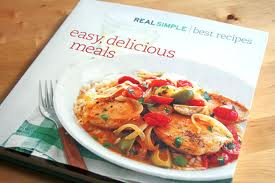 REAL SIMPLE | best recipes
easy, delicious
meals